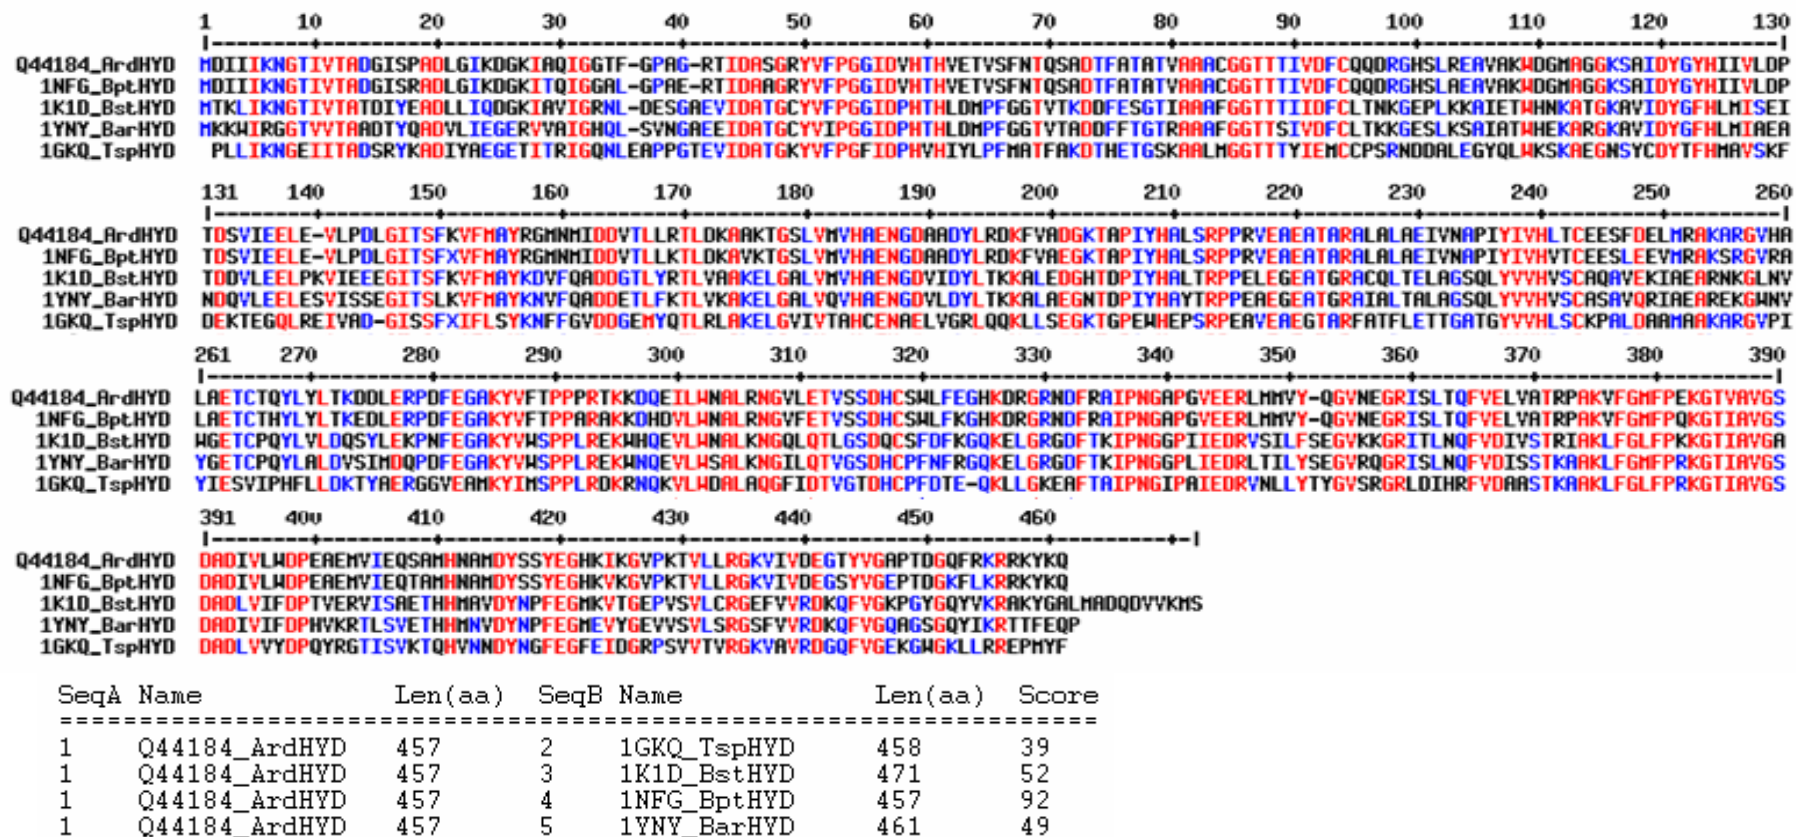 1 10 20 30 40 50 60 70 80 90 100 110 120 130
Q44184_ArdHYD MDIIIKNGTIVTADGISPADLGIKDGKIAQIGGTF-GPAG-RTIDASGRYVFPGGIDVHTHVETVSFNTQSADTFATATVAAACGGTTTIVDFCQQDRGHSLREAVAKWDGMAGGKSAIDYGYHIIVLDP
1NFG_BptHYD MDIIIKNGTIVTADGISRADLGIKDGKITQIGGAL-GPAE-RTIDAAGRYVFPGGIDVHTHVETVSFNTQSADTFATATVAAACGGTTTIVDFCQQDRGHSLAEAVAKWDGMAGGKSAIDYGYHIIVLDP
1K1D_BstHYD MTKLIKNGTIVTATDIYEADLLIQDGKIAVIGRNL-DESGAEVIDATGCYVFPGGIDPHTHLDMPFGGTVTKDDFESGTIAAAFGGTTTIIDFCLTNKGEPLKKAIETWHNKATGKAVIDYGFHLMISEI
1YNY_BarHYD MKKWIRGGTVVTAADTYQADVLIEGERVVAIGHQL-SVNGAEEIDATGCYVIPGGIDPHTHLDMPFGGTVTADDFFTGTRAAAFGGTTSIVDFCLTKKGESLKSAIATWHEKARGKAVIDYGFHLMIAEA
1GKQ_TspHYD PLLIKNGEIITADSRYKADIYAEGETITRIGQNLEAPPGTEVIDATGKYVFPGFIDPHVHIYLPFMATFAKDTHETGSKAALMGGTTTYIEMCCPSRNDDALEGYQLWKSKAEGNSYCDYTFHMAVSKF
131 140 150 160 170 180 190 200 210 220 230 240 250 260
Q44184_ArdHYD TDSVIEELE-VLPDLGITSFKVFMAYRGMNMIDDVTLLRTLDKAAKTGSLVMVHAENGDAADYLRDKFVADGKTAPIYHALSRPPRVEAEATARALALAEIVNAPIYIVHLTCEESFDELMRAKARGVHA
1NFG_BptHYD TDSVIEELE-VLPDLGITSFXVFMAYRGMNMIDDVTLLKTLDKAVKTGSLVMVHAENGDAADYLRDKFVAEGKTAPIYHALSRPPRVEAEATARALALAEIVNAPIYIVHVTCEESLEEVMRAKSRGVRA
1K1D_BstHYD TDDVLEELPKVIEEEGITSFKVFMAYKDVFQADDGTLYRTLVAAKELGALVMVHAENGDVIDYLTKKALEDGHTDPIYHALTRPPELEGEATGRACQLTELAGSQLYVVHVSCAQAVEKIAEARNKGLNV
1YNY_BarHYD NDQVLEELESVISSEGITSLKVFMAYKNVFQADDETLFKTLVKAKELGALVQVHAENGDVLDYLTKKALAEGNTDPIYHAYTRPPEAEGEATGRAIALTALAGSQLYVVHVSCASAVQRIAEAREKGWNV
1GKQ_TspHYD DEKTEGQLREIVAD-GISSFXIFLSYKNFFGVDDGEMYQTLRLAKELGVIVTAHCENAELVGRLQQKLLSEGKTGPEWHEPSRPEAVEAEGTARFATFLETTGATGYVVHLSCKPALDAAMAAKARGVPI
261 270 280 290 300 310 320 330 340 350 360 370 380 390
Q44184_ArdHYD LAETCTQYLYLTKDDLERPDFEGAKYVFTPPPRTKKDQEILWNALRNGVLETVSSDHCSWLFEGHKDRGRNDFRAIPNGAPGVEERLMMVY-QGVNEGRISLTQFVELVATRPAKVFGMFPEKGTVAVGS
1NFG_BptHYD LAETCTHYLYLTKEDLERPDFEGAKYVFTPPARAKKDHDVLWNALRNGVFETVSSDHCSWLFKGHKDRGRNDFRAIPNGAPGVEERLMMVY-QGVNEGRISLTQFVELVATRPAKVFGMFPQKGTIAVGS
1K1D_BstHYD WGETCPQYLVLDQSYLEKPNFEGAKYVWSPPLREKWHQEVLWNALKNGQLQTLGSDQCSFDFKGQKELGRGDFTKIPNGGPIIEDRVSILFSEGVKKGRITLNQFVDIVSTRIAKLFGLFPKKGTIAVGA
1YNY_BarHYD YGETCPQYLALDVSIMDQPDFEGAKYVWSPPLREKWNQEVLWSALKNGILQTVGSDHCPFNFRGQKELGRGDFTKIPNGGPLIEDRLTILYSEGVRQGRISLNQFVDISSTKAAKLFGMFPRKGTIAVGS
1GKQ_TspHYD YIESVIPHFLLDKTYAERGGVEAMKYIMSPPLRDKRNQKVLWDALAQGFIDTVGTDHCPFDTE-QKLLGKEAFTAIPNGIPAIEDRVNLLYTYGVSRGRLDIHRFVDAASTKAAKLFGLFPRKGTIAVGS
391 400 410 420 430 440 450 460
Q44184_ArdHYD DADIVLWDPEAEMVIEQSAMHNAMDYSSYEGHKIKGVPKTVLLRGKVIVDEGTYVGAPTDGQFRKRRKYKQ
1NFG_BptHYD DADIVLWDPEAEMVIEQTAMHNAMDYSSYEGHKVKGVPKTVLLRGKVIVDEGSYVGEPTDGKFLKRRKYKQ
1K1D_BstHYD DADLVIFDPTVERVISAETHHMAVDYNPFEGMKVTGEPVSVLCRGEFVVRDKQFVGKPGYGQYVKRAKYGALMADQDVVKMS
1YNY_BarHYD DADIVIFDPHVKRTLSVETHHMNVDYNPFEGMEVYGEVVSVLSRGSFVVRDKQFVGQAGSGQYIKRTTFEQP
1GKQ_TspHYD DADLVVYDPQYRGTISVKTQHVNNDYNGFEGFEIDGRPSVVTVRGKVAVRDGQFVGEKGWGKLLRREPMYF
SeqA Name Len(aa) SeqB Name Len(aa) Score
1 Q44184_ArdHYD 457 2 1GKQ_TspHYD 458 39
1 Q44184_ArdHYD 457 3 1K1D_BstHYD 471 52
1 Q44184_ArdHYD 457 4 1NFG_BptHYD 457 92
1 Q44184_ArdHYD 457 5 1YNY_BarHYD 461 49